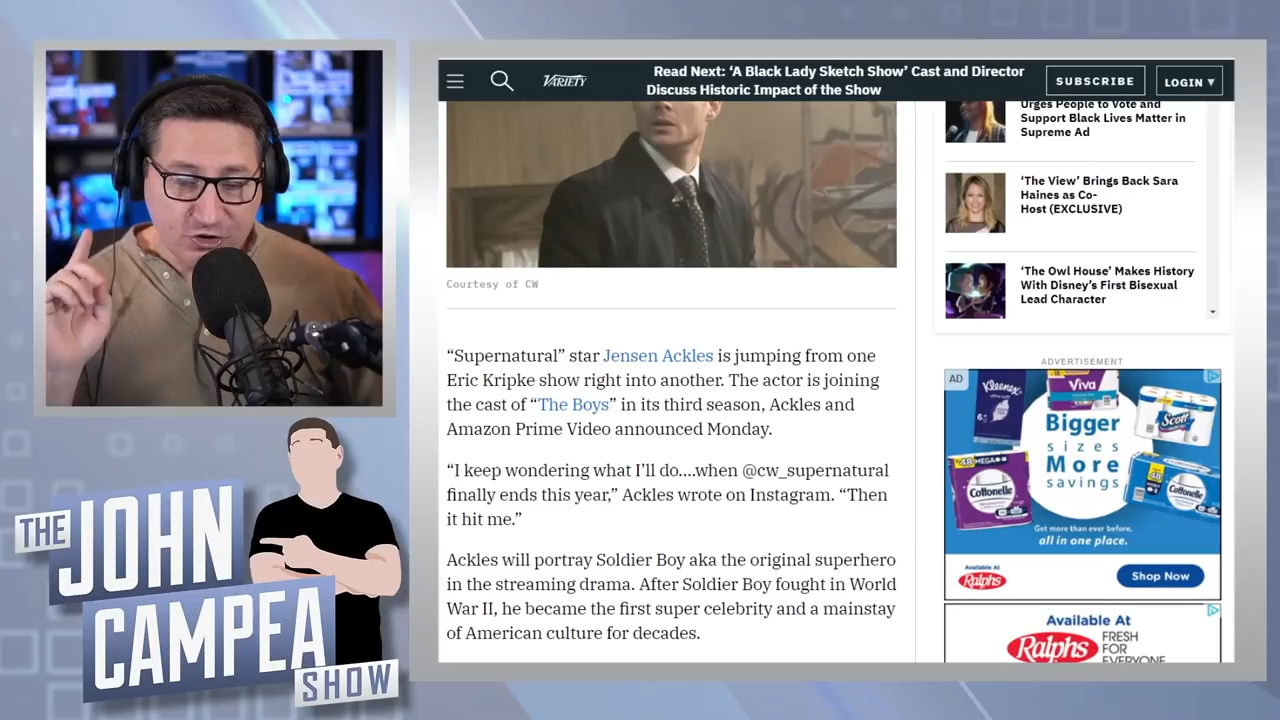 VARIETY
Read Next: ‘A Black Lady Sketch Show’ Cast and Director
Discuss Historic Impact of the Show
SUBSCRIBE
LOGIN ▾
Courtesy of CW
“Supernatural” star Jensen Ackles is jumping from one
Eric Kripke show right into another. The actor is joining
the cast of “The Boys” in its third season, Ackles and
Amazon Prime Video announced Monday.
“I keep wondering what I’ll do....when @cw_supernatural
finally ends this year,” Ackles wrote on Instagram. “Then
it hit me.”
Ackles will portray Soldier Boy aka the original superhero
in the streaming drama. After Soldier Boy fought in World
War II, he became the first super celebrity and a mainstay
of American culture for decades.
Urges People to Vote and
Support Black Lives Matter in
Supreme Ad
‘The View’ Brings Back Sara
Haines as Co-
Host (EXCLUSIVE)
‘The Owl House’ Makes History
With Disney’s First Bisexual
Lead Character
ADVERTISEMENT
AD
Kleenex
Viva
Scott
48 MEGA
Cottonelle
48
Cottonelle
Bigger
sizes
More
savings
Get more than ever before,
all in one place.
Available At
Ralphs
Shop Now
Available At
Ralphs
FRESH
FOR
EVERYONE
THE
JOHN
CAMPEA
SHOW